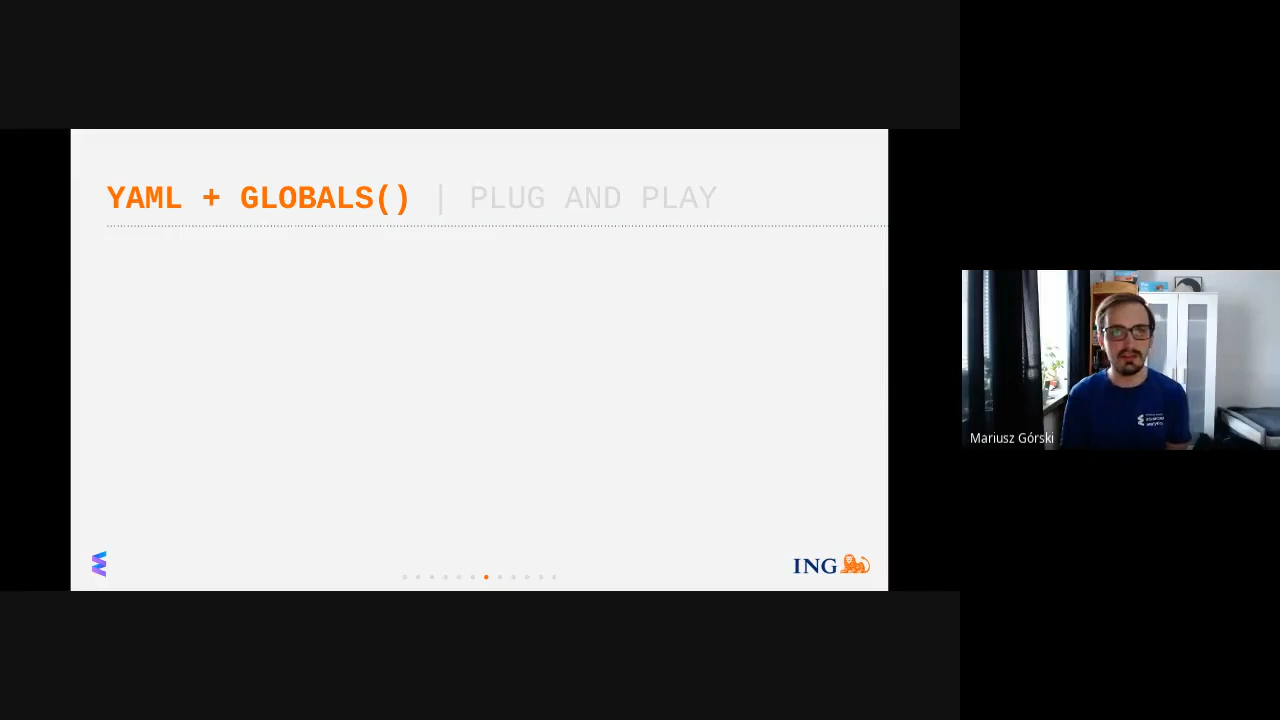 YAML + GLOBALS() | PLUG AND PLAY
ING
Mariusz Górski